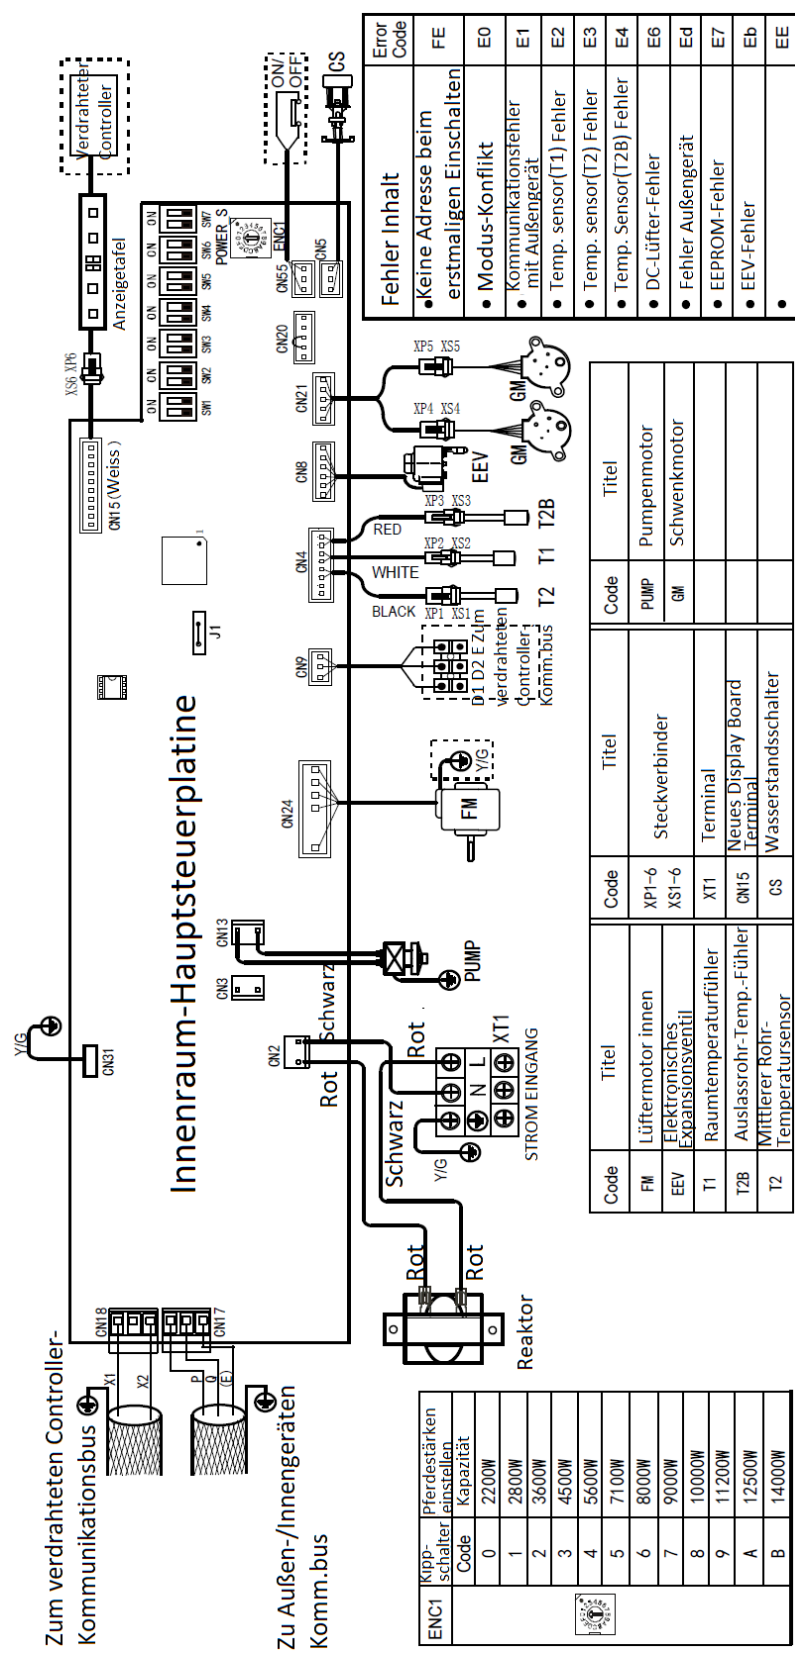 Verdrahteter
Controller
ON/
OFF
CS
Anzeigetafel
XS6 XP6
CN15(Weiss )
ON
SW1
ON
SW2
ON
SW3
ON
SW4
ON
SW5
ON
SW6
ON
SW7
POWER S
ENC1
CN55
CN5
CN20
CN21
CN8
CN4
CN9
CN24
XP5 XS5
GM
XP4 XS4
GM
EEV
RED
XP3 XS3
T2B
WHITE
XP2 XS2
T1
BLACK
XP1 XS1
T2
D1 D2 E Zum
verdrahteten
Controller-
Komm.bus
1
J1
Innenraum-Hauptsteuerplatine
FM
Y/G
CN13
CN3
PUMP
Y/G
CN31
CN2
Rot
Schwarz
Rot
Schwarz
L
N
XT1
STROM EINGANG
Y/G
Rot
Rot
Reaktor
CN18
CN17
X1
X2
P
Q
(E)
Zum verdrahteten Controller-
Kommunikationsbus
Zu Außen-/Innengeräten
Komm.bus
Fehler Inhalt
Error
Code
Keine Adresse beim
erstmaligen Einschalten
FE
Modus-Konflikt
E0
Kommunikationsfehler
mit Außengerät
E1
Temp. sensor(T1) Fehler
E2
Temp. sensor(T2) Fehler
E3
Temp. Sensor(T2B) Fehler
E4
DC-Lüfter-Fehler
E6
Fehler Außengerät
Ed
EEPROM-Fehler
E7
EEV-Fehler
Eb
EE
Code
Titel
Code
Titel
Code
Titel
FM
Lüftermotor innen
XP1-6
XS1-6
Steckverbinder
PUMP
Pumpenmotor
EEV
Elektronisches
Expansionsventil
GM
Schwenkmotor
T1
Raumtemperaturfühler
XT1
Terminal
T2B
Auslassrohr-Temp.-Fühler
CN15
Neues Display Board
Terminal
T2
Mittlerer Rohr-
Temperatursensor
CS
Wasserstandsschalter
ENC1
Kipp-
schalter
Code
Pferdestärken
einstellen
Kapazität
0
2200W
1
2800W
2
3600W
3
4500W
4
5600W
5
7100W
6
8000W
7
9000W
8
10000W
9
11200W
A
12500W
B
14000W